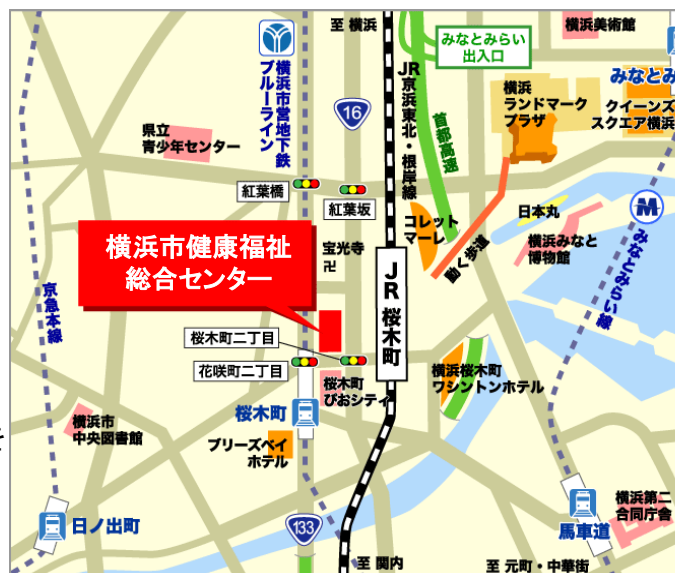 至 横浜
みなとみらい
出入口
横浜美術館
みなとみ
横浜市営地下鉄
ブルーライン
16
JR京浜東北・根岸線
首都高速
横浜
ランドマーク
プラザ
クイーンズ
スクエア横浜
県立
青少年センター
紅葉橋
紅葉坂
コレット
マーレ
動く歩道
日本丸
横浜みなと
博物館
M
みなとみらい線
横浜市健康福祉
総合センター
宝光寺
卍
JR 桜木町
京急本線
桜木町二丁目
花咲町二丁目
桜木町
ぴおシティ
横浜桜木町
ワシントンホテル
桜木町
横浜市
中央図書館
ブリーズベイ
ホテル
日ノ出町
133
馬車道
横浜第二
合同庁舎
至 関内
至 元町・中華街